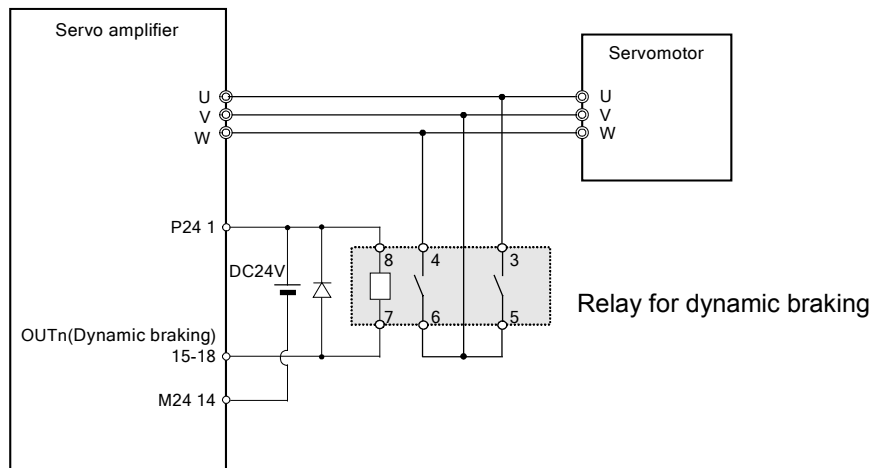 Servo amplifier
Servomotor
U
V
W
U
V
W
P24 1
DC24V
8
4
3
7
6
5
Relay for dynamic braking
OUTn(Dynamic braking)
15-18
M24 14